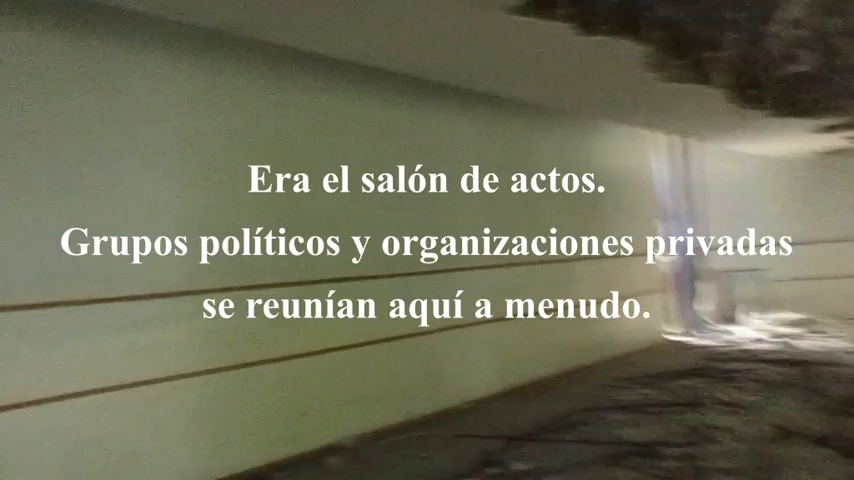 Era el salón de actos.
Grupos políticos y organizaciones privadas
se reunían aquí a menudo.